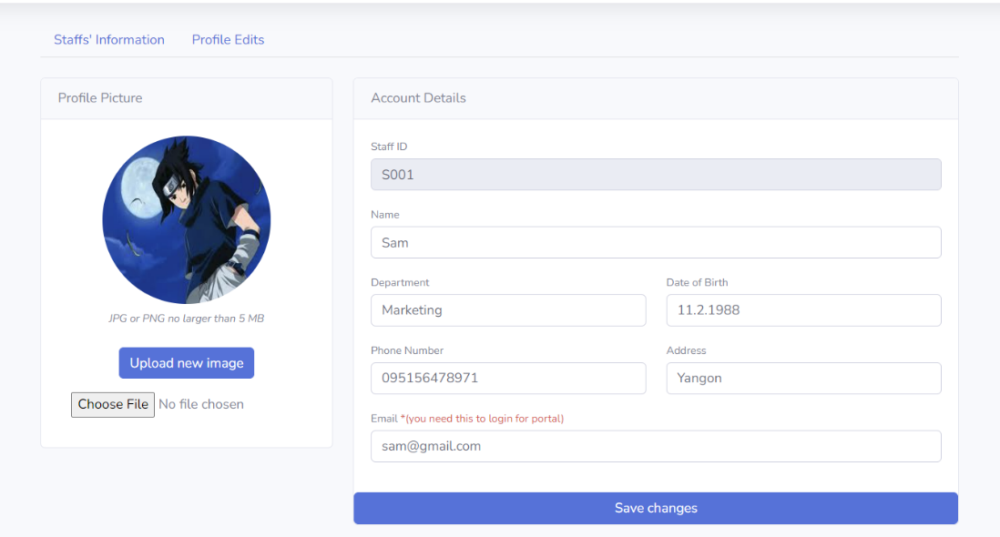 Staffs' Information Profile Edits
Profile Picture
JPG or PNG no larger than 5 MB
Upload new image
Choose File No file chosen
Account Details
Staff ID
S001
Name
Sam
Department Date of Birth
Marketing 11.2.1988
Phone Number Address
095156478971 Yangon
Email *(you need this to login for portal)
sam@gmail.com
Save changes